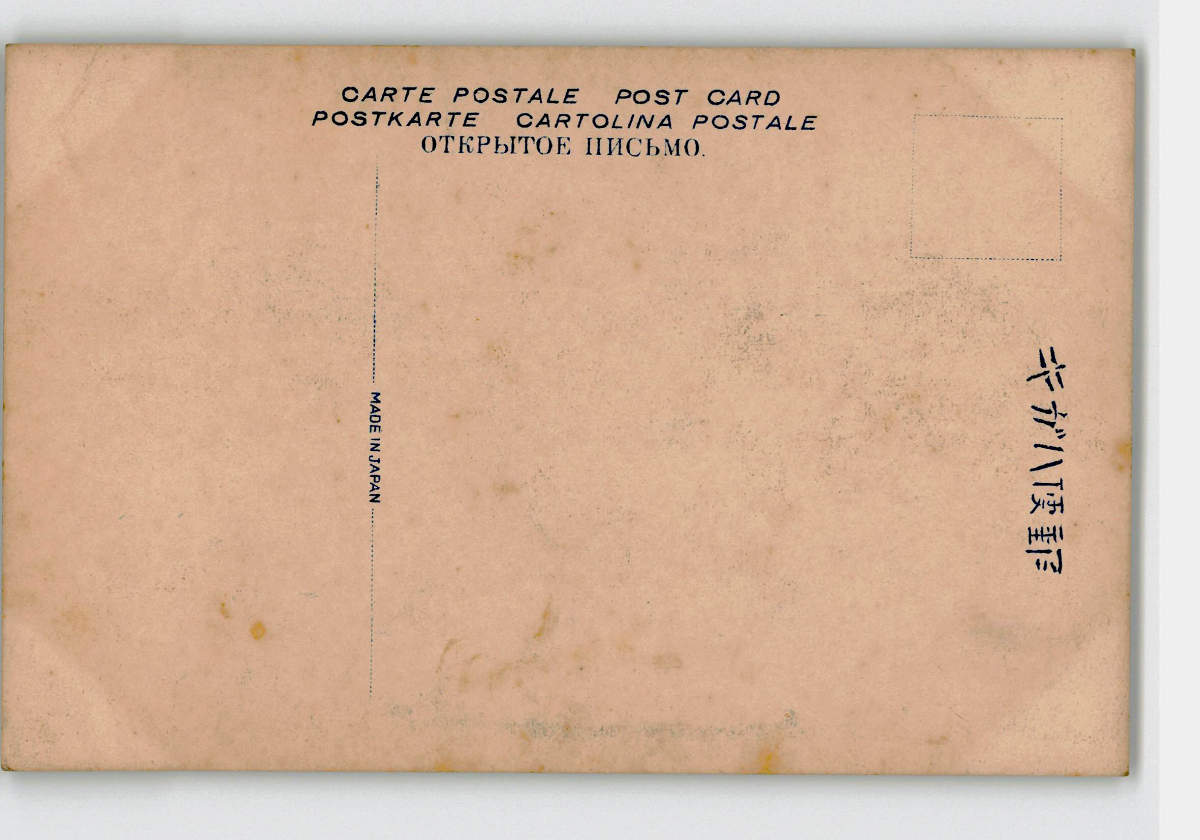 CARTE POSTALE POST CARD
POSTKARTE CARTOLINA POSTALE
ОТКРЫТОЕ ПИСЬМО.
MADE IN JAPAN
郵便ハガキ